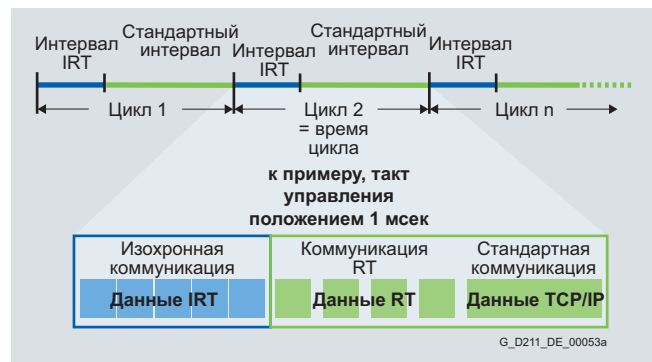 Интервал
IRT
Стандартный
интервал
Интервал
IRT
Стандартный
интервал
Интервал
IRT
Цикл 1
Цикл 2
= время
цикла
Цикл n
к примеру, такт
управления
положением 1 мсек
Изохронная
коммуникация
Коммуникация
RT
Стандартная
коммуникация
Данные IRT
Данные RT
Данные TCP/IP
G_D211_DE_00053a